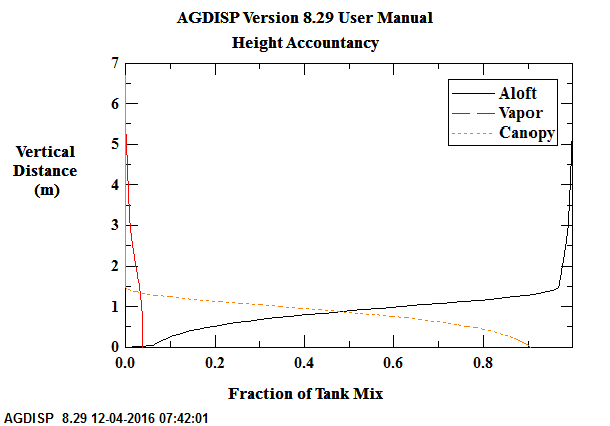 AGDISP Version 8.29 User Manual
Height Accountancy
7
6
5
4
3
2
1
0
Vertical
Distance
(m)
Aloft
Vapor
Canopy
0.0 0.2 0.4 0.6 0.8
Fraction of Tank Mix
AGDISP 8.29 12-04-2016 07:42:01